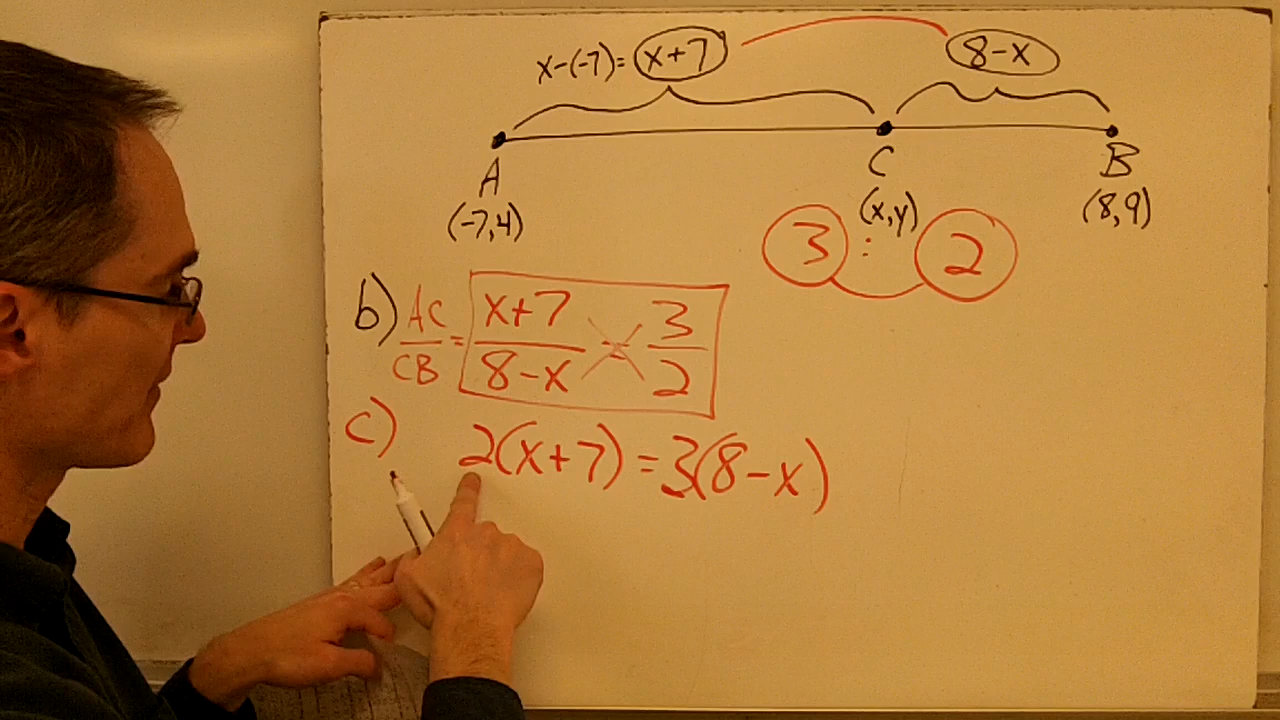 x-(-7)= x+7 8-x
A C B
(-7,4) (x,y) (8,9)
3 : 2
b) AC/CB = x+7/8-x = 3/2
c) 2(x+7)=3(8-x)